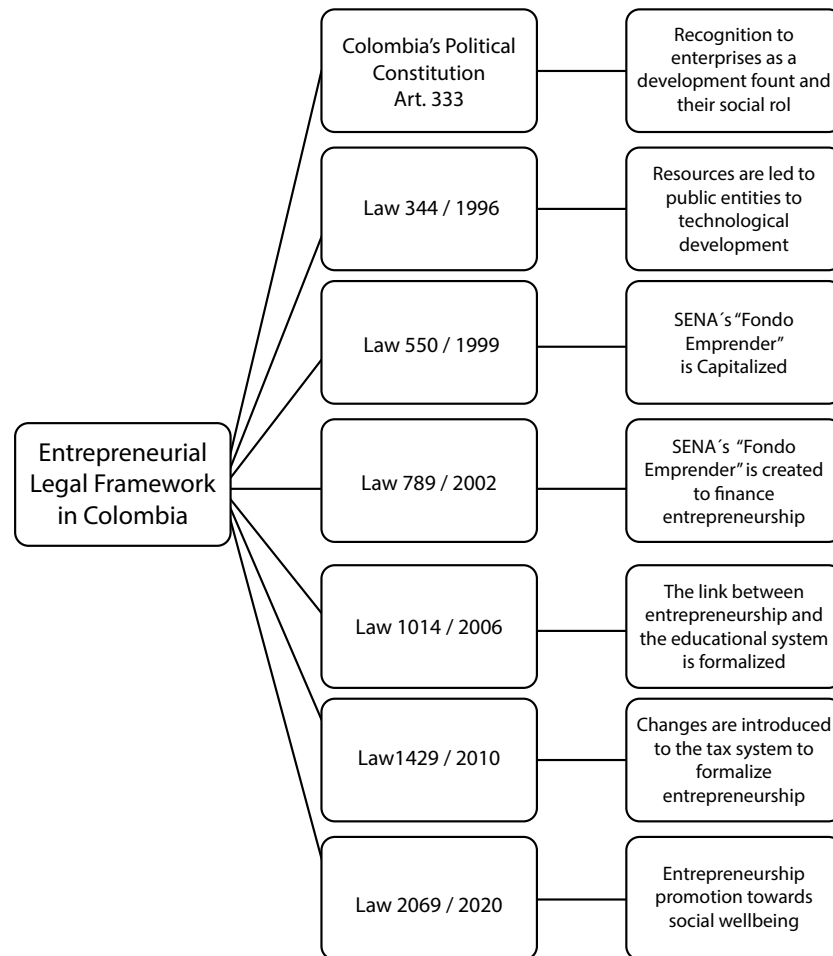 Colombia's Political
Constitution
Art. 333
Recognition to
enterprises as a
development fount and
their social rol
Law 344 / 1996
Resources are led to
public entities to
technological
development
Law 550 / 1999
SENA´s “Fondo
Emprender”
is Capitalized
Entrepreneurial
Legal Framework
in Colombia
Law 789 / 2002
SENA´s “Fondo
Emprender” is created
to finance
entrepreneurship
Law 1014 / 2006
The link between
entrepreneurship and
the educational system
is formalized
Law1429 / 2010
Changes are introduced
to the tax system to
formalize
entrepreneurship
Law 2069 / 2020
Entrepreneurship
promotion towards
social wellbeing